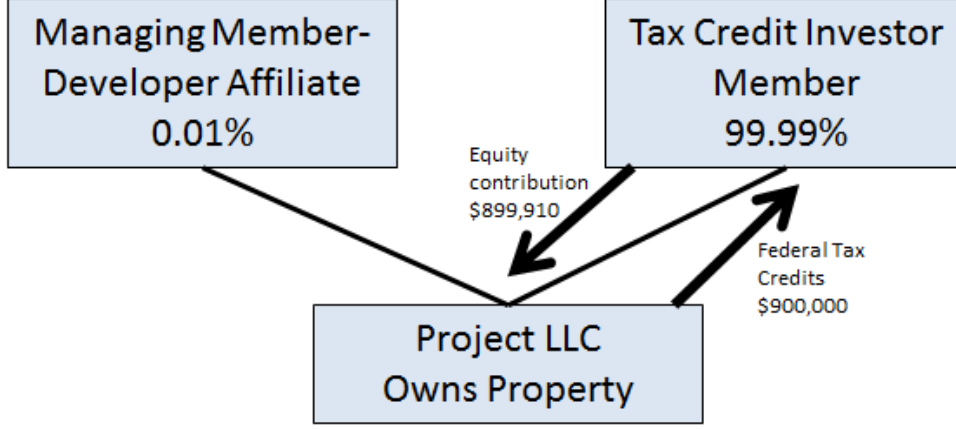 Managing Member-
Developer Affiliate
0.01%
Tax Credit Investor
Member
99.99%
Equity
contribution
$899,910
Federal Tax
Credits
$900,000
Project LLC
Owns Property